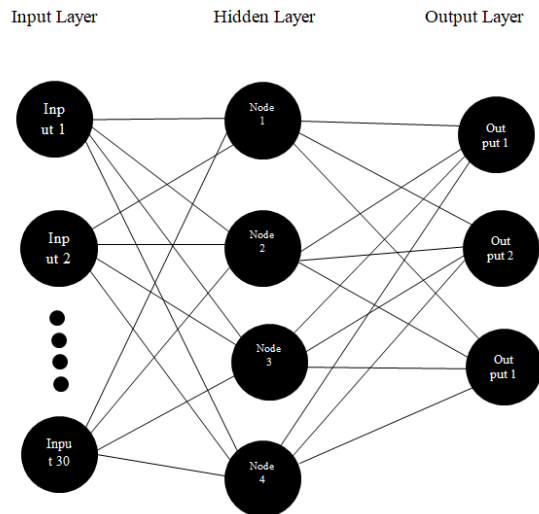 Input Layer
Hidden Layer
Output Layer
Inp
ut 1
Node
1
Out
put 1
Inp
ut 2
Node
2
Out
put 2
Node
3
Out
put 1
Inpu
t 30
Node
4